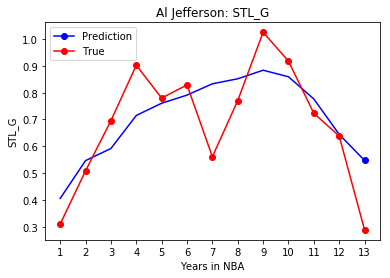 Al Jefferson: STL_G
Prediction
True
1.0
0.9
0.8
0.7
0.6
0.5
0.4
0.3
STL_G
1 2 3 4 5 6 7 8 9 10 11 12 13
Years in NBA